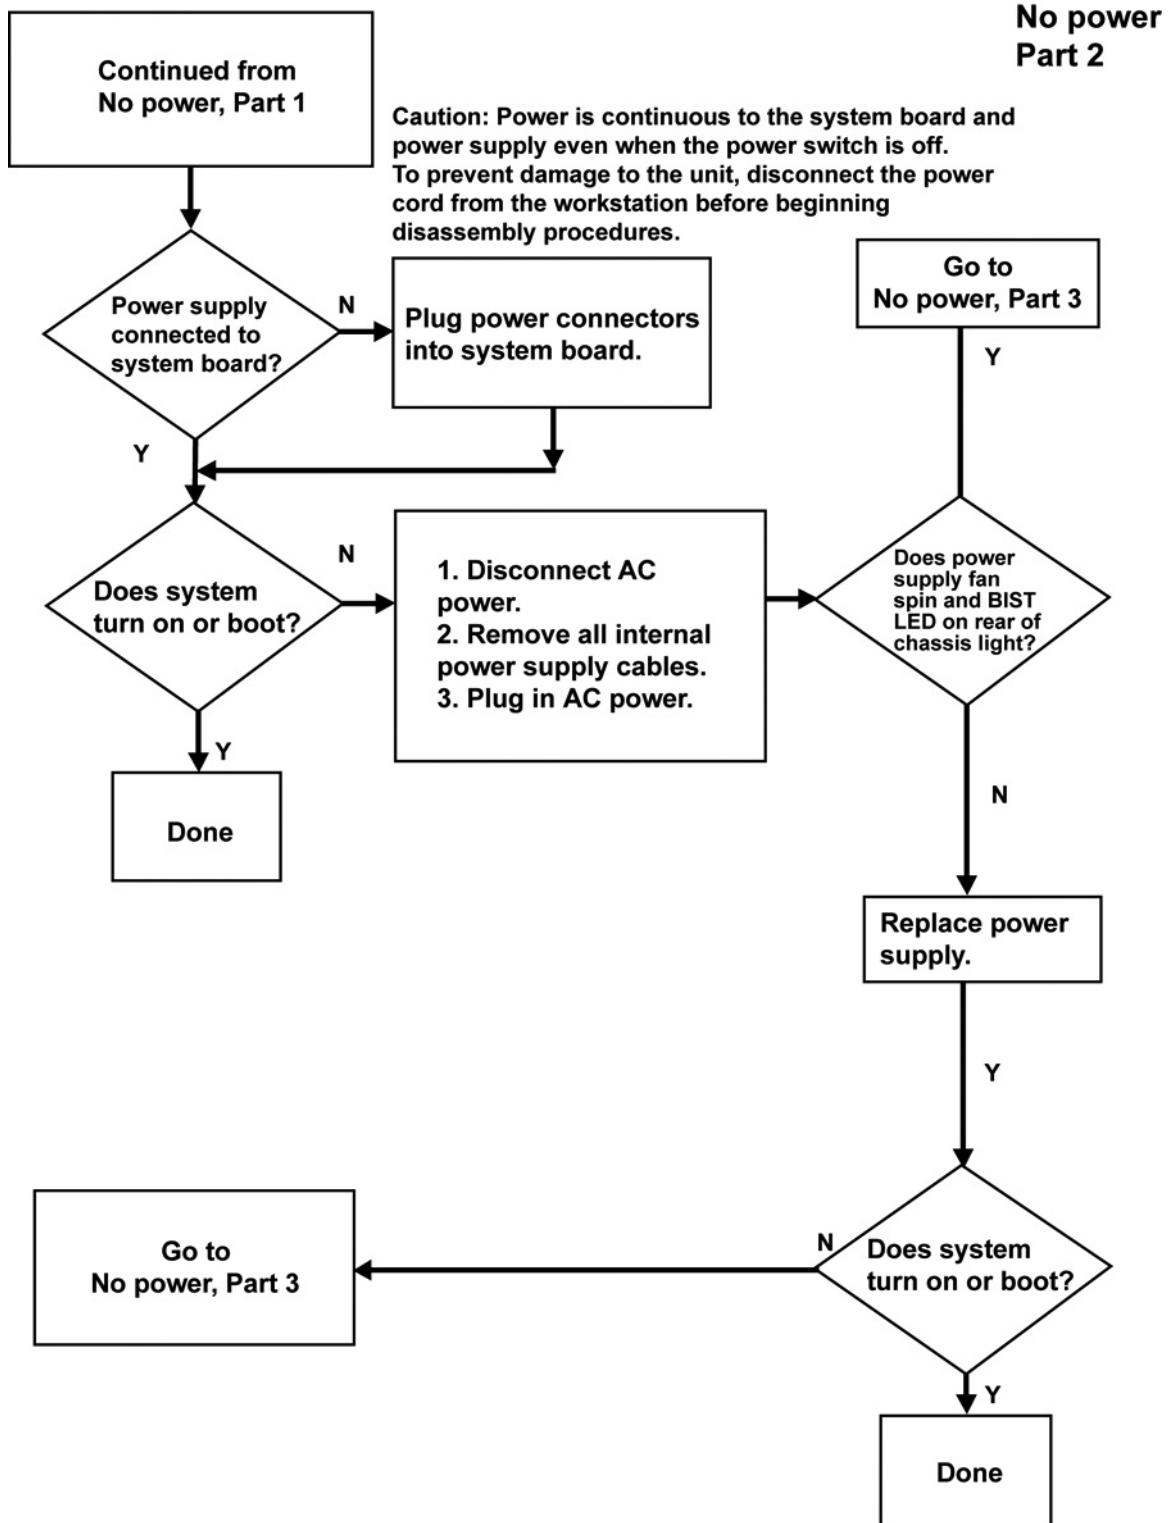 No power
Part 2
Continued from
No power, Part 1
Caution: Power is continuous to the system board and
power supply even when the power switch is off.
To prevent damage to the unit, disconnect the power
cord from the workstation before beginning
disassembly procedures.
Power supply
connected to
system board?
N
Plug power connectors
into system board.
Y
Go to
No power, Part 3
Y
Does system
turn on or boot?
N
1. Disconnect AC
power.
2. Remove all internal
power supply cables.
3. Plug in AC power.
Does power
supply fan
spin and BIST
LED on rear of
chassis light?
Y
Done
N
Replace power
supply.
Y
Does system
turn on or boot?
N
Go to
No power, Part 3
Y
Done